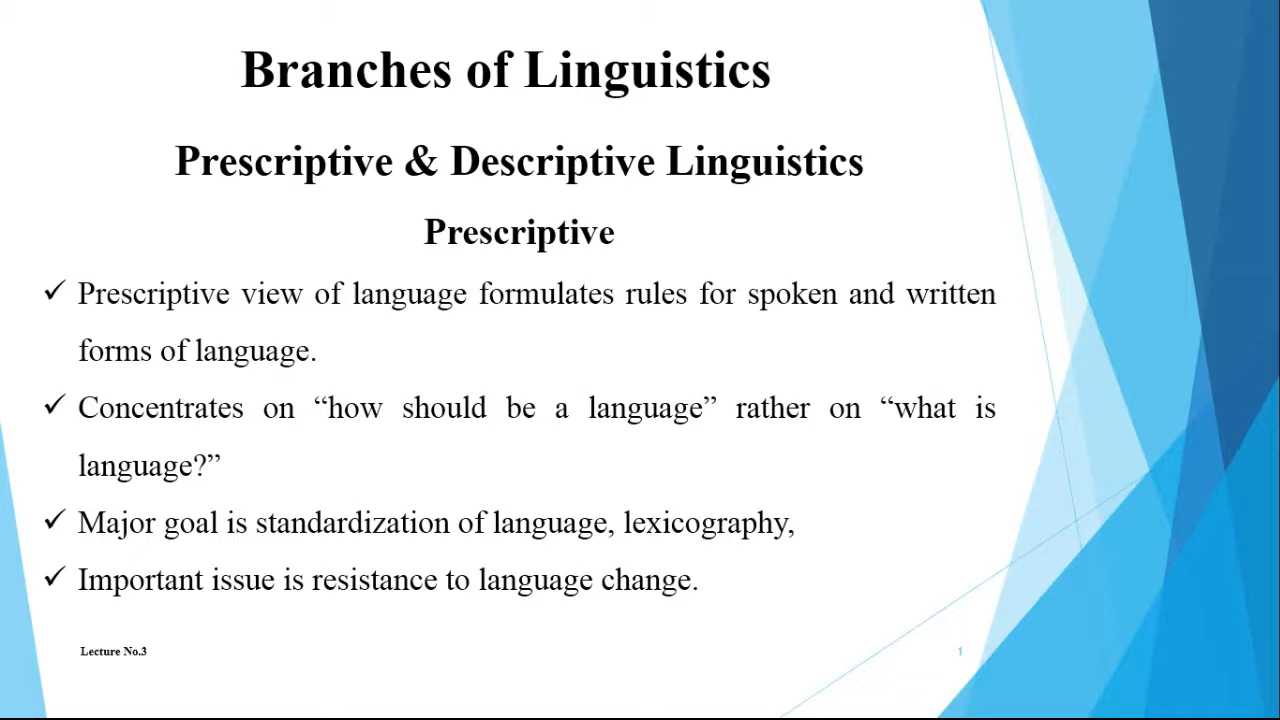 Branches of Linguistics
Prescriptive & Descriptive Linguistics
Prescriptive
✓ Prescriptive view of language formulates rules for spoken and written
forms of language.
✓ Concentrates on “how should be a language” rather on “what is
language?”
✓ Major goal is standardization of language, lexicography,
✓ Important issue is resistance to language change.
Lecture No.3
1